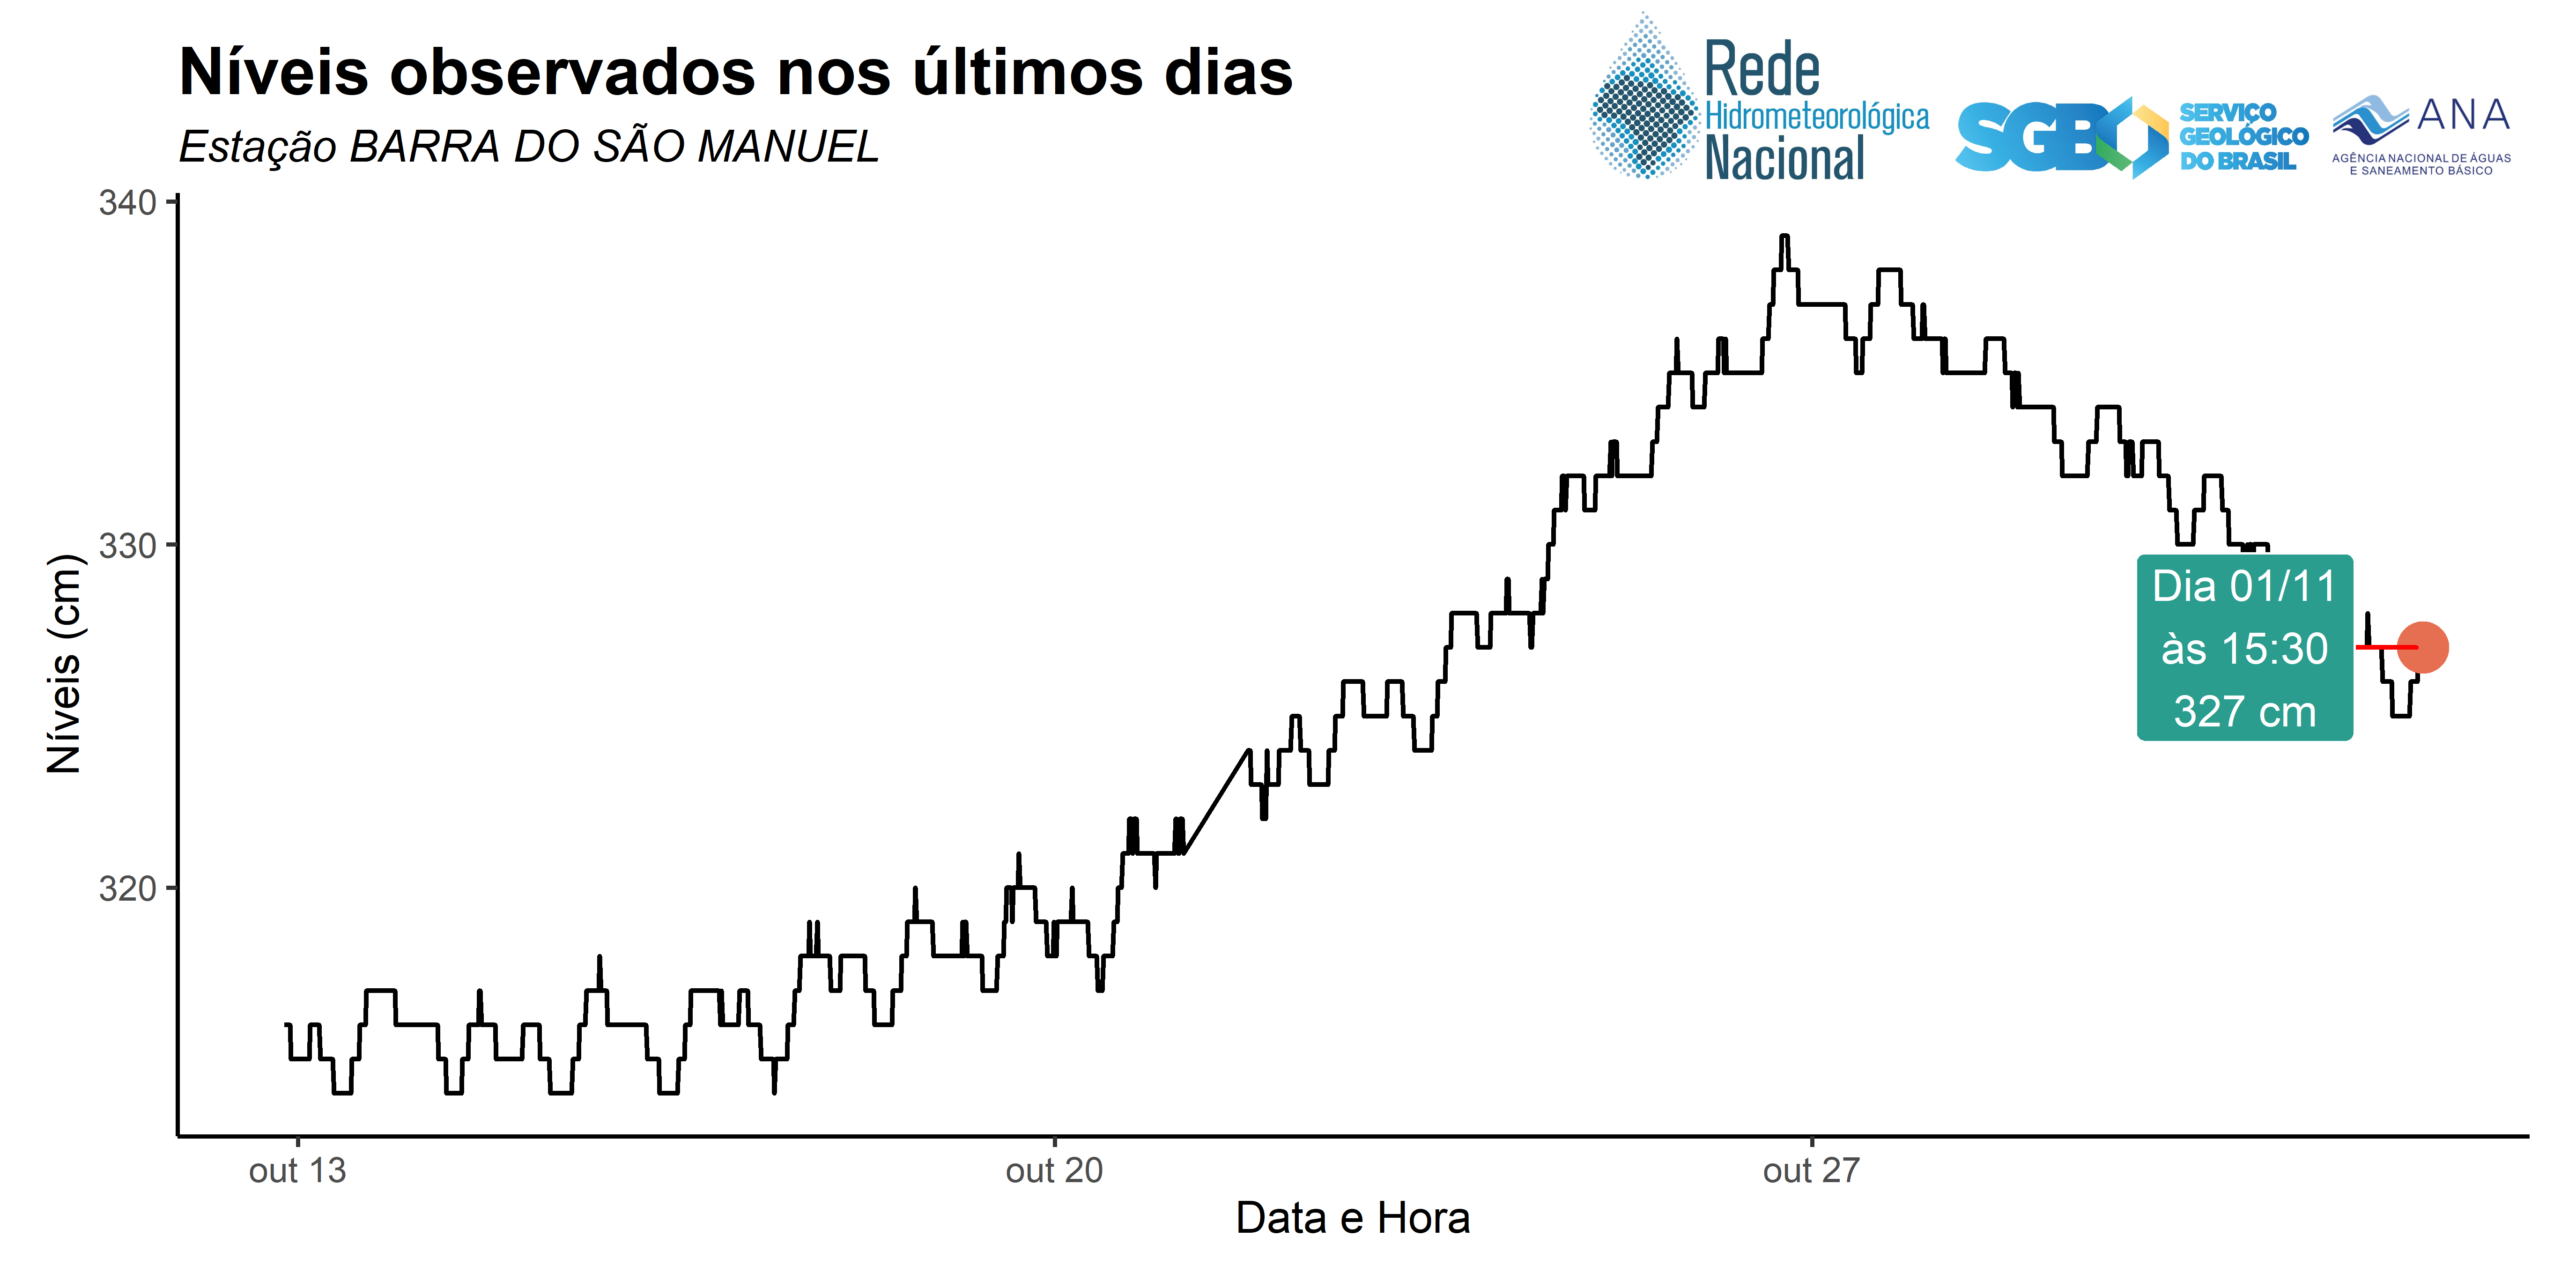 Níveis observados nos últimos dias
Estação BARRA DO SÃO MANUEL
Rede
Hidrometeorológica
Nacional
SGB
SERVIÇO
GEOLÓGICO
DO BRASIL
ANA
AGÊNCIA NACIONAL DE ÁGUAS
E SANEAMENTO BÁSICO
Níveis (cm)
340
330
320
Dia 01/11
às 15:30
327 cm
out 13
out 20
out 27
Data e Hora